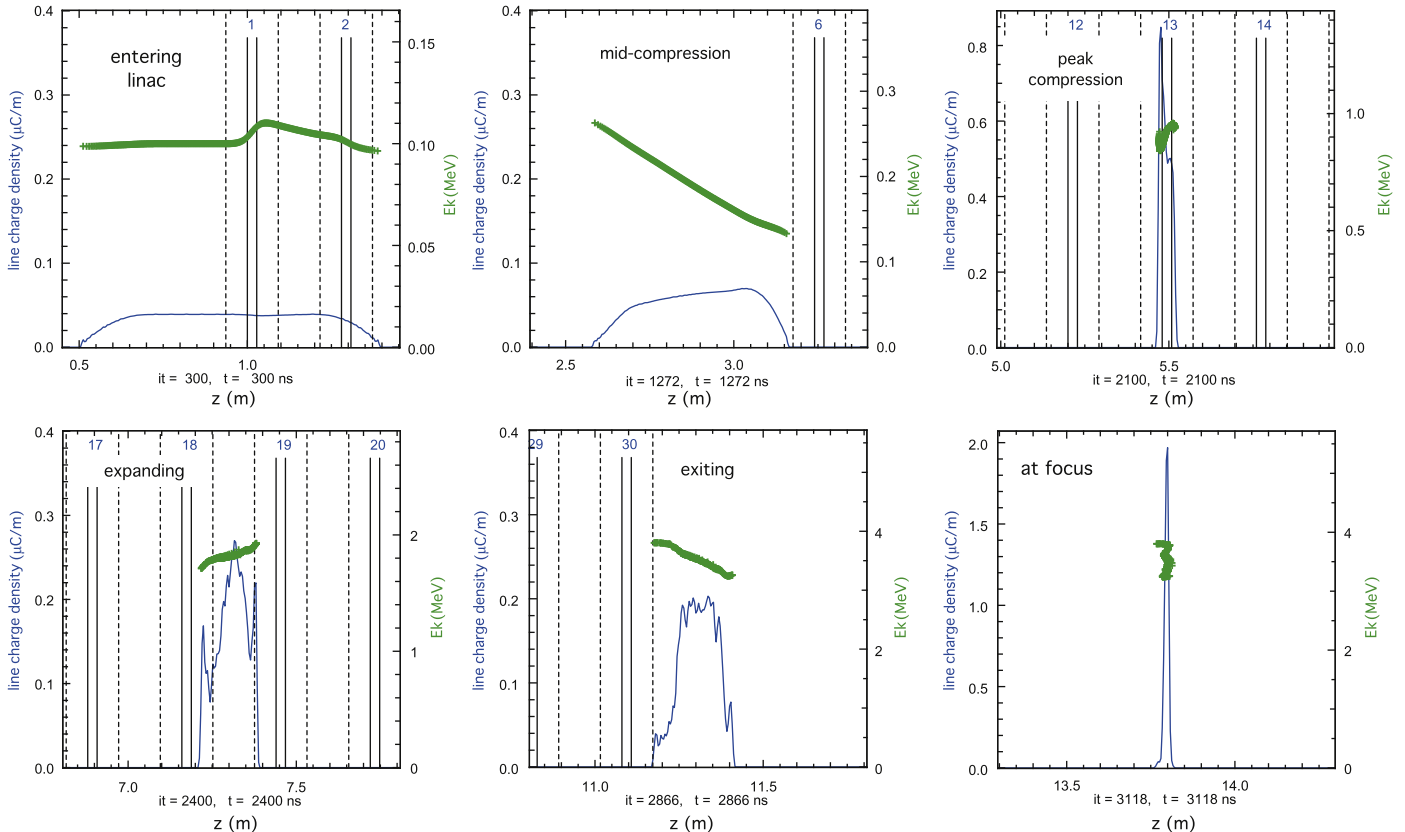 entering
linac
1
2
0.4
0.3
0.2
0.1
0.0
line charge density (μC/m)
0.15
0.10
0.05
0.00
Ek(MeV)
0.5
1.0
1.0
it = 300, t = 300 ns
z (m)
mid-compression
6
0.4
0.3
0.2
0.1
0.0
line charge density (μC/m)
0.3
0.2
0.1
0.0
Ek(MeV)
2.5
3.0
it = 1272, t = 1272 ns
z (m)
peak
compression
12
13
14
0.8
0.6
0.4
0.2
0.0
line charge density (μC/m)
1.0
0.5
0.0
Ek(MeV)
5.0
5.5
it = 2100, t = 2100 ns
z (m)
expanding
17
18
19
20
0.4
0.3
0.2
0.1
0.0
line charge density (μC/m)
2
1
0
Ek(MeV)
7.0
7.5
it = 2400, t = 2400 ns
z (m)
exiting
29
30
0.4
0.3
0.2
0.1
0.0
line charge density (μC/m)
4
2
0
Ek(MeV)
11.0
11.5
it = 2866, t = 2866 ns
z (m)
at focus
2.0
1.5
1.0
0.5
0.0
line charge density (μC/m)
4
2
0
Ek(MeV)
13.5
14.0
it = 3118, t = 3118 ns
z (m)